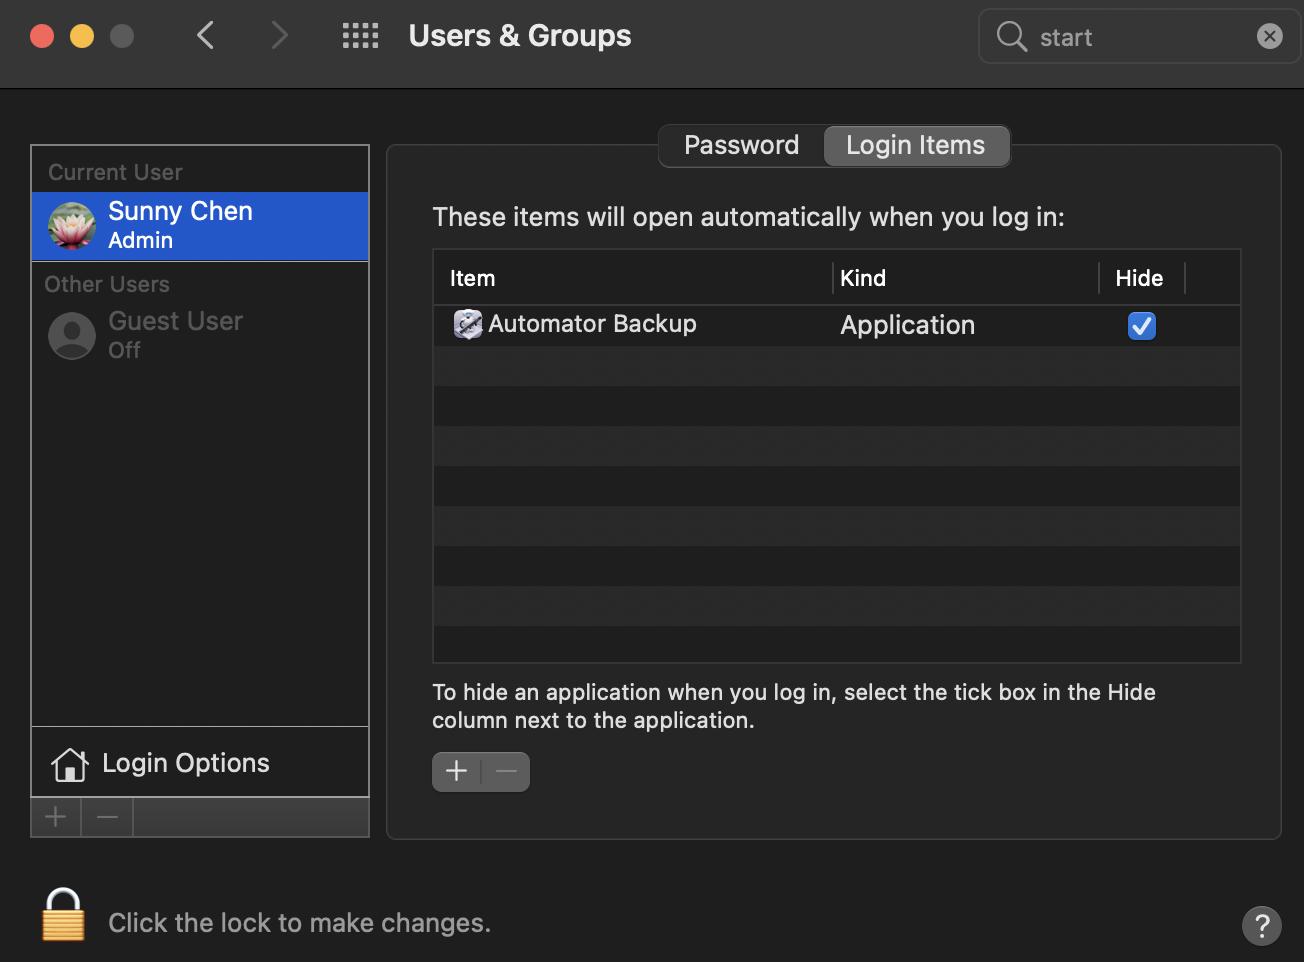 Users & Groups
start
Password
Login Items
Current User
Sunny Chen
Admin
Other Users
Guest User
Off
Login Options
These items will open automatically when you log in:
Item
Kind
Hide
Automator Backup
Application
To hide an application when you log in, select the tick box in the Hide
column next to the application.
Click the lock to make changes.
?